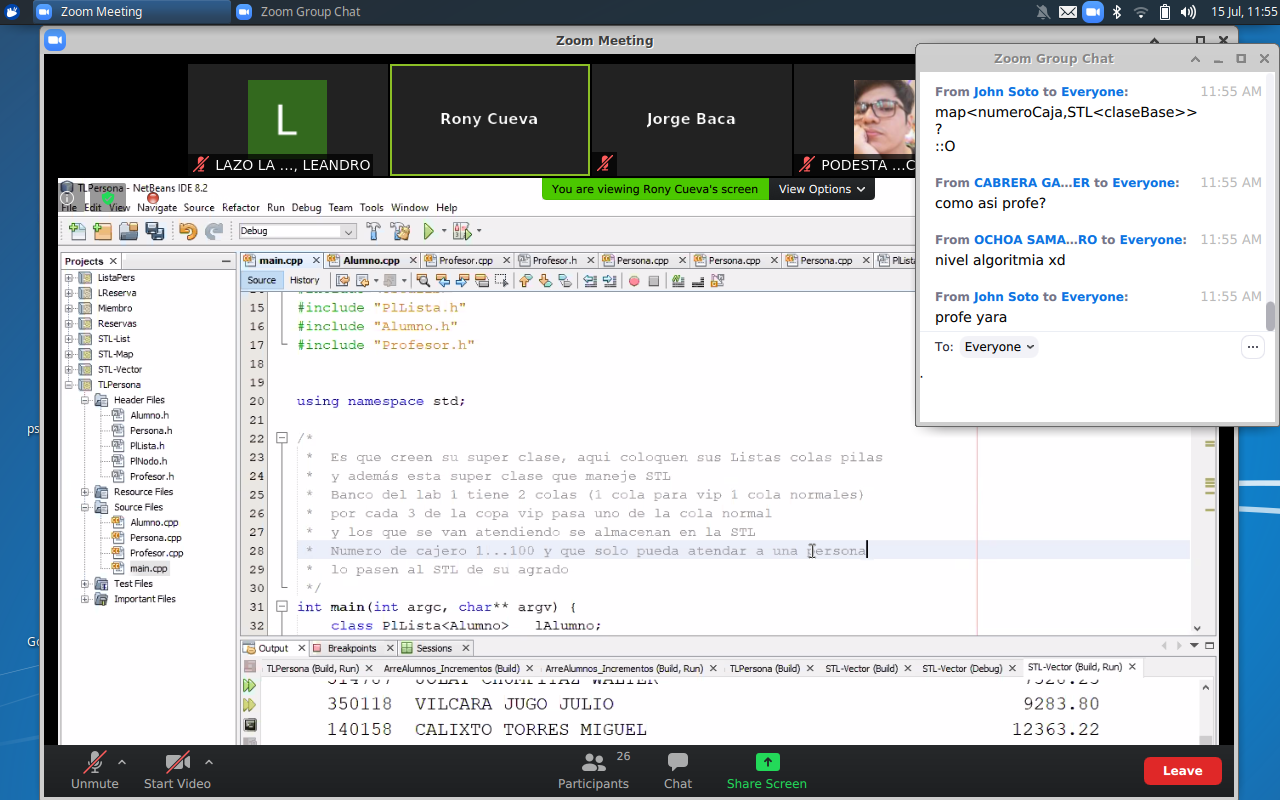 Zoom Meeting
Zoom Group Chat
15 Jul, 11:55
Zoom Meeting
L
LAZO LA ..., LEANDRO
Rony Cueva
Jorge Baca
PODESTA ...C
TLPersona - NetBeans IDE 8.2
You are viewing Rony Cueva's screen
View Options
File Edit View Navigate Source Refactor Run Debug Team Tools Window Help
Debug
Projects
ListaPers
LReserva
Miembro
Reservas
STL-List
STL-Map
STL-Vector
TLPersona
Header Files
Alumno.h
Persona.h
PlLista.h
PlNodo.h
Profesor.h
Resource Files
Source Files
Alumno.cpp
Persona.cpp
Profesor.cpp
main.cpp
Test Files
Important Files
main.cpp
Alumno.cpp
Profesor.cpp
Profesor.h
Persona.cpp
Persona.cpp
Persona.cpp
Source
History
15 #include "PlLista.h"
16 #include "Alumno.h"
17 #include "Profesor.h"
18
19
20 using namespace std;
21
22 /*
23 * Es que creen su super clase, aqui coloquen sus Listas colas pilas
24 * y además esta super clase que maneje STL
25 * Banco del lab 1 tiene 2 colas (1 cola para vip 1 cola normales)
26 * por cada 3 de la copa vip pasa uno de la cola normal
27 * y los que se van atendiendo se almacenan en la STL
28 * Numero de cajero 1...100 y que solo pueda atendar a una persona
29 * lo pasen al STL de su agrado
30 */
31 int main(int argc, char** argv) {
32 class PlLista<Alumno> lAlumno;
Output
Breakpoints
Sessions
TLPersona (Build, Run)
ArreAlumnos_Incrementos (Build)
ArreAlumnos_Incrementos (Build, Run)
TLPersona (Build)
STL-Vector (Build)
STL-Vector (Debug)
STL-Vector (Build, Run)
350118 VILCARA JUGO JULIO 9283.80
140158 CALIXTO TORRES MIGUEL 12363.22
Zoom Group Chat
From John Soto to Everyone: 11:55 AM
map<numeroCaja,STL<claseBase>>
?
::O
From CABRERA GA...ER to Everyone: 11:55 AM
como asi profe?
From OCHOA SAMA...RO to Everyone: 11:55 AM
nivel algoritmia xd
From John Soto to Everyone: 11:55 AM
profe yara
To: Everyone
.
Unmute
Start Video
Participants
26
Chat
Share Screen
Leave